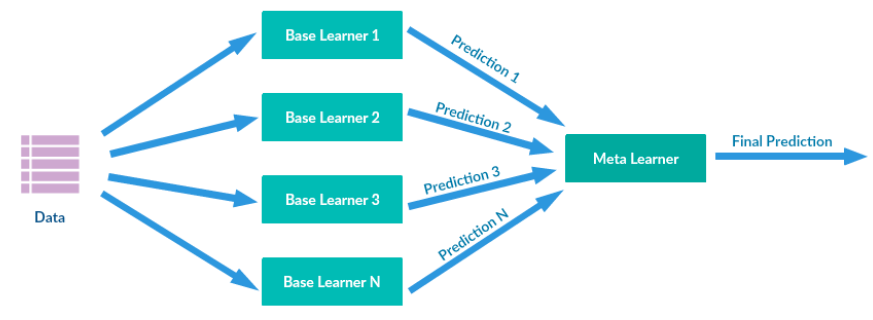 Base Learner 1
Prediction 1
Base Learner 2
Prediction 2
Data
Meta Learner
Final Prediction
Base Learner 3
Prediction 3
Base Learner N
Prediction N